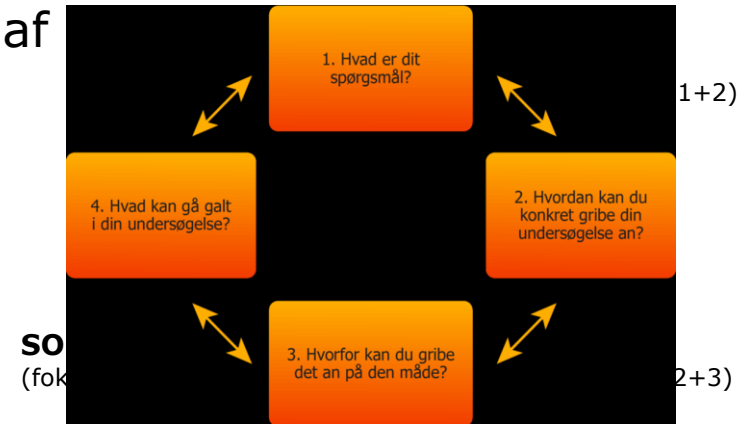 af
1. Hvad er dit
spørgsmål?
1+2)
4. Hvad kan gå galt
i din undersøgelse?
2. Hvordan kan du
konkret gribe din
undersøgelse an?
so
3. Hvorfor kan du gribe
det an på den måde?
(fok
2+3)